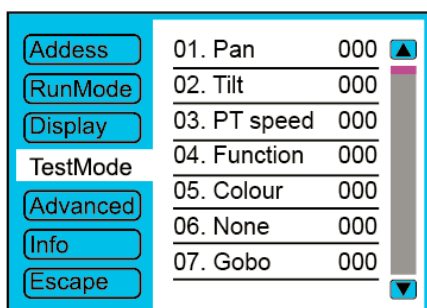 Addess
RunMode
Display
TestMode
Advanced
Info
Escape
01. Pan 000
02. Tilt 000
03. PT speed 000
04. Function 000
05. Colour 000
06. None 000
07. Gobo 000